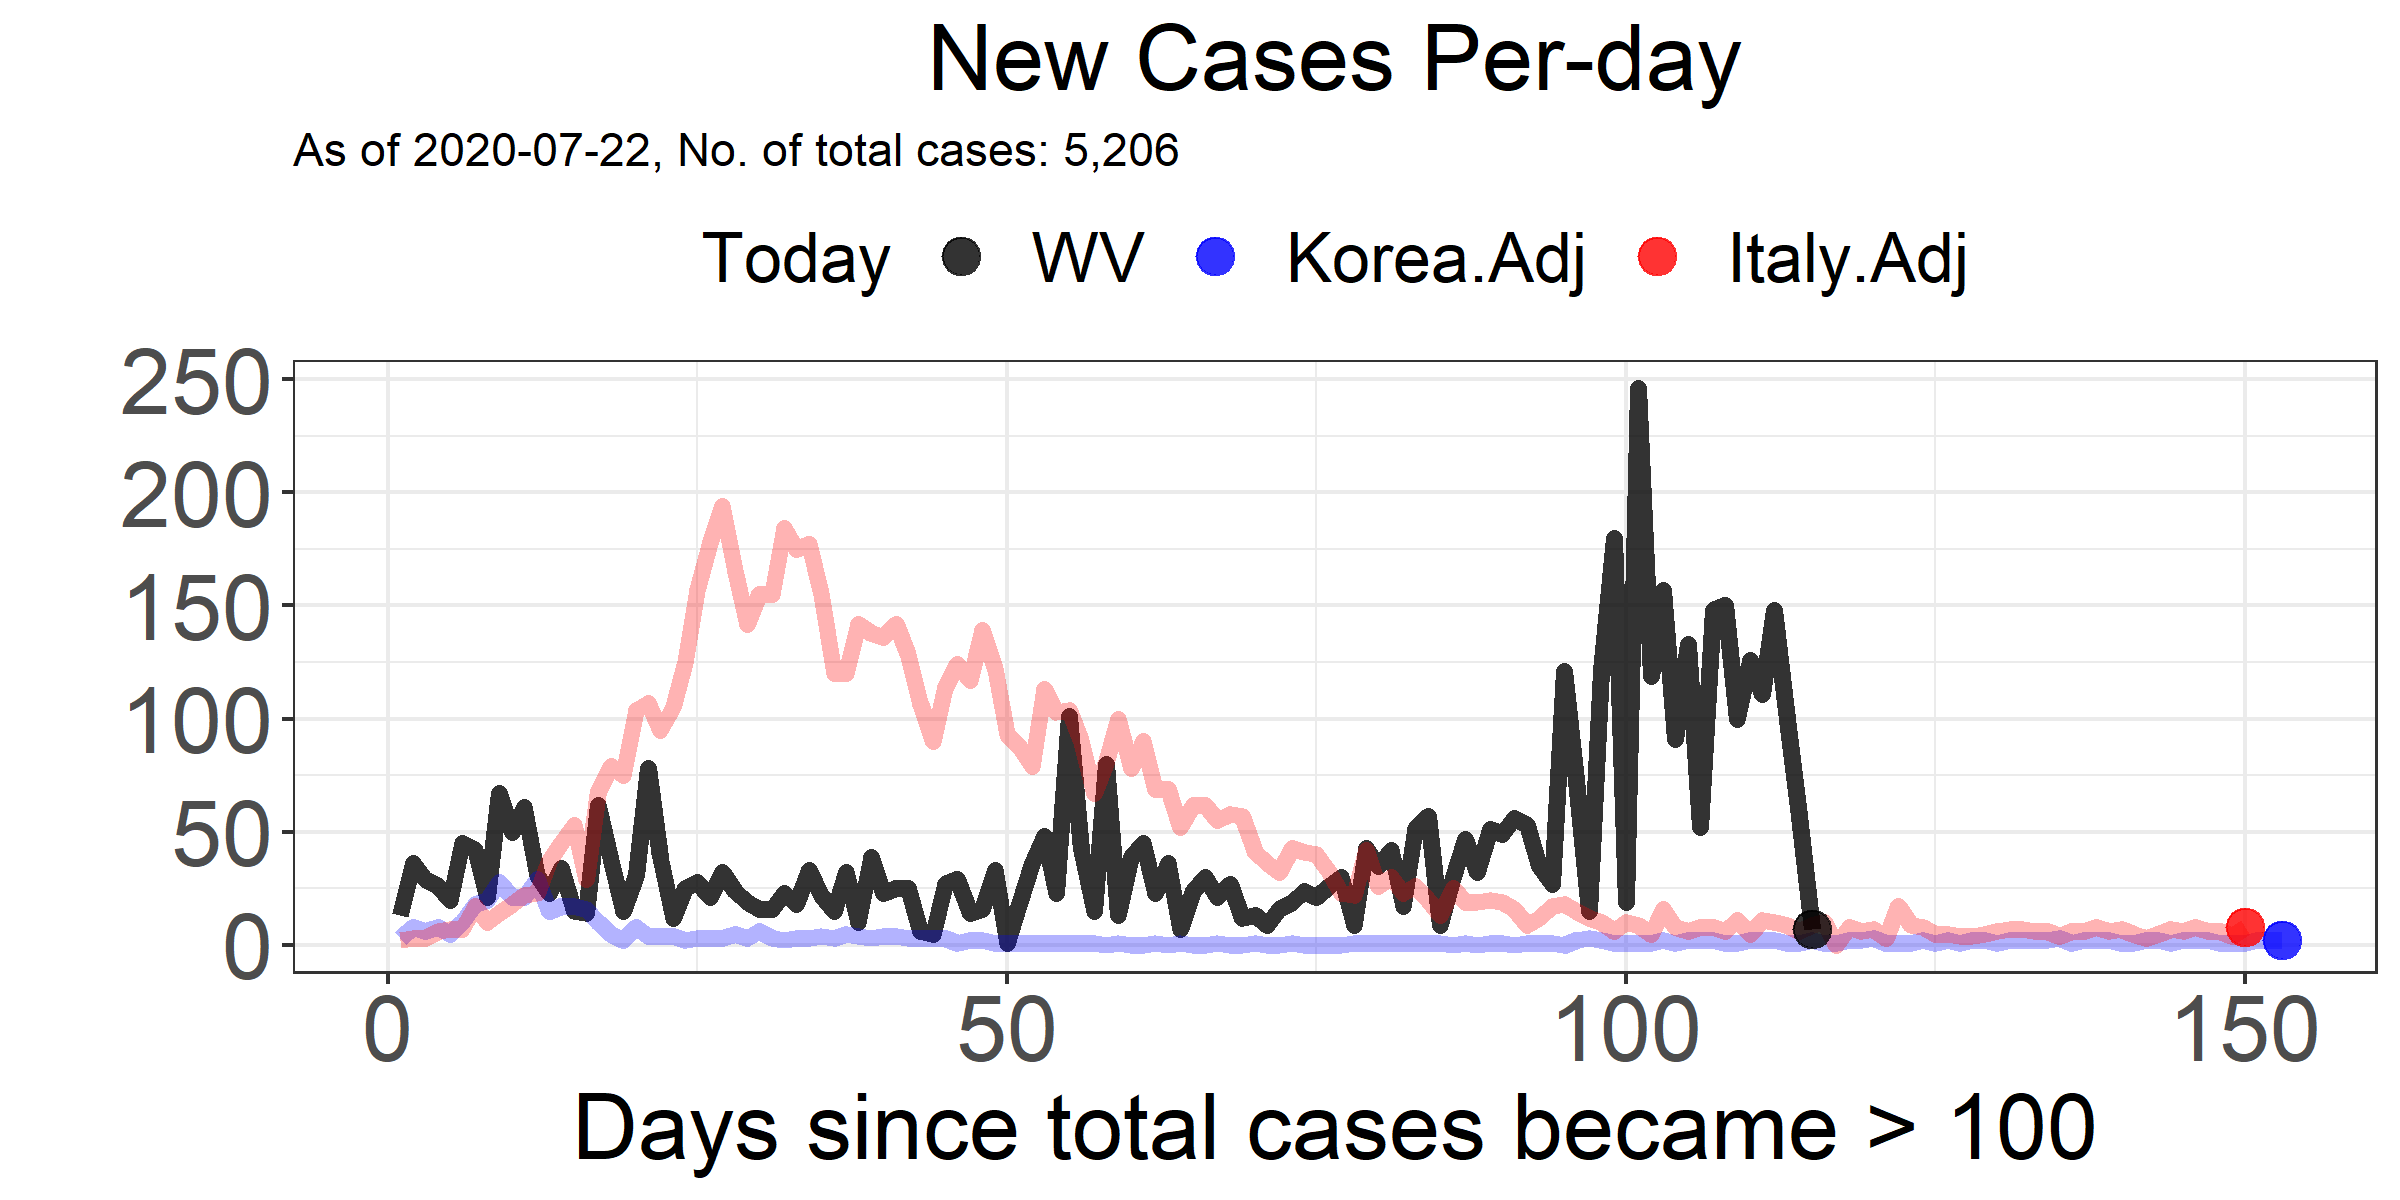 New Cases Per-day
As of 2020-07-22, No. of total cases: 5,206
Today WV Korea.Adj Italy.Adj
250
200
150
100
50
0
0 50 100 150
Days since total cases became > 100